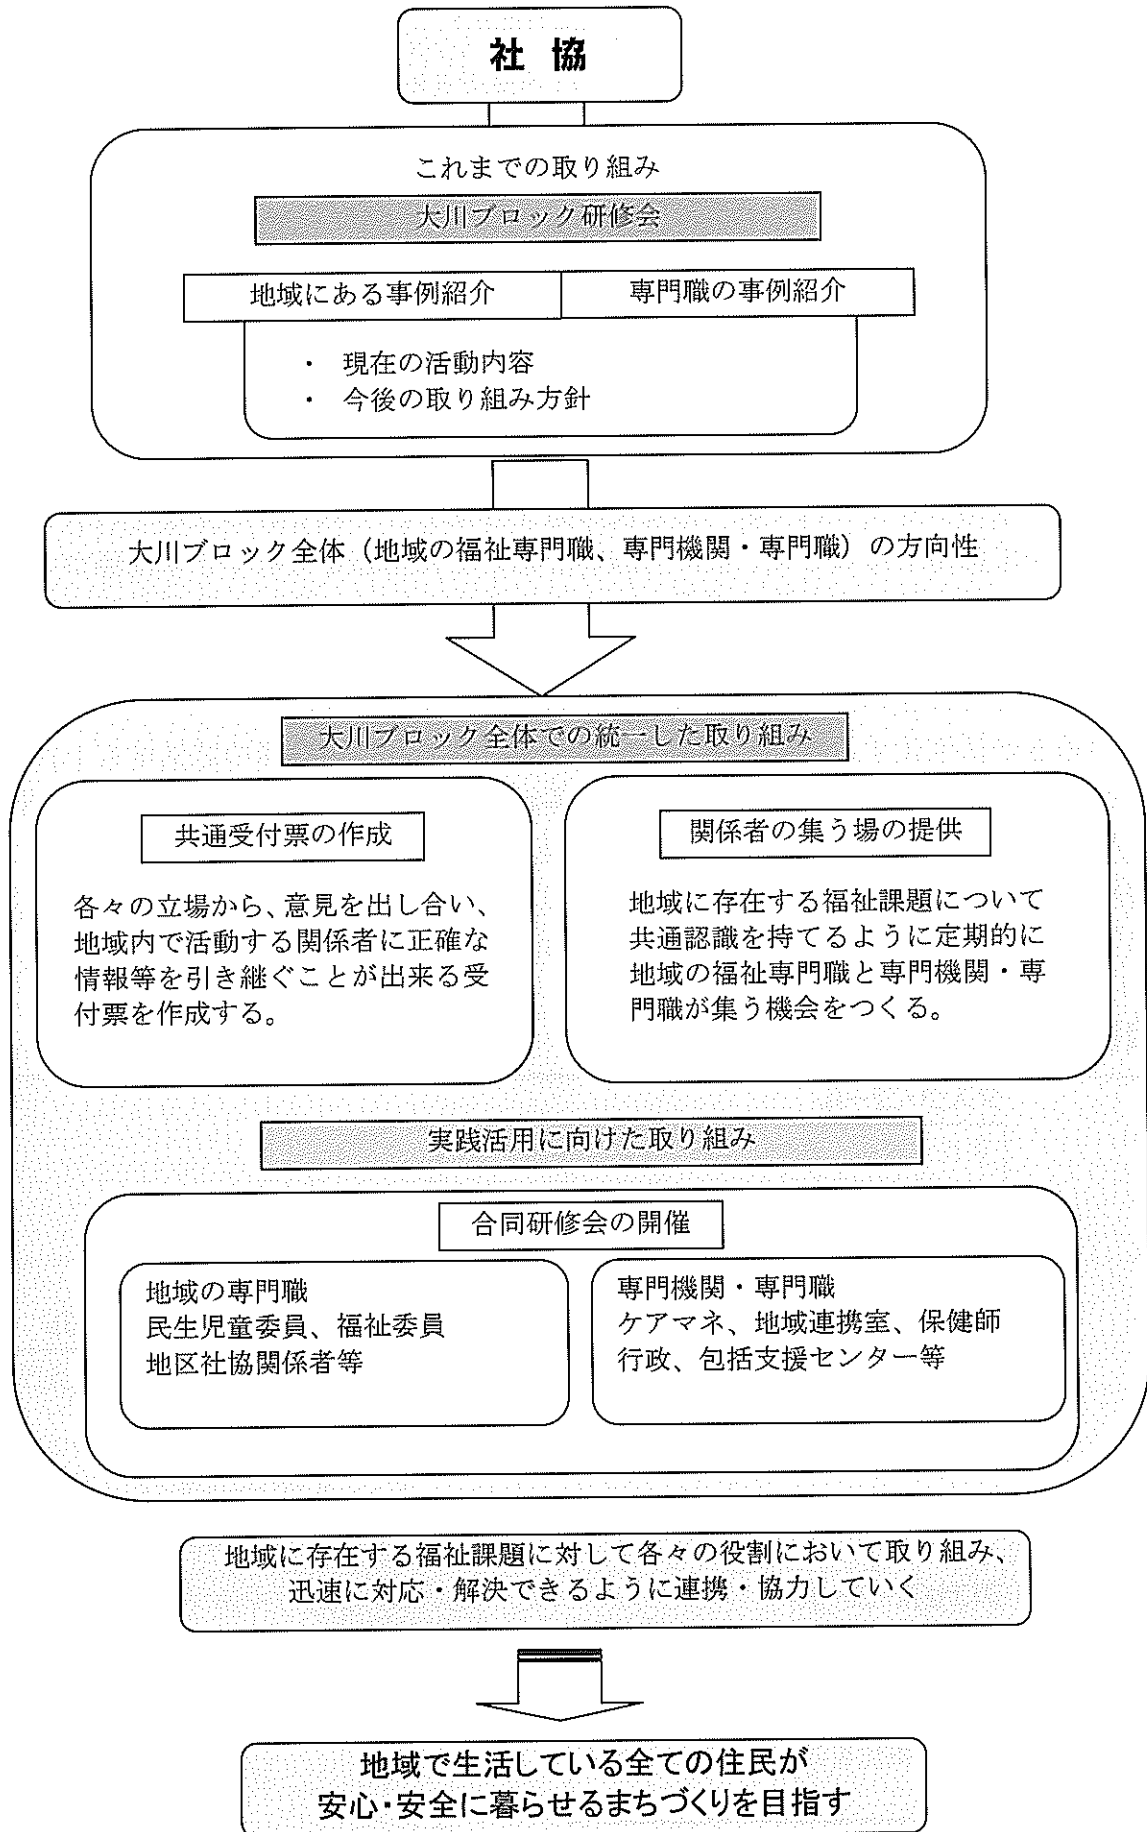 社 協
これまでの取り組み
大川ブロック研修会
地域にある事例紹介
専門職の事例紹介
・ 現在の活動内容
・ 今後の取り組み方針
大川ブロック全体（地域の福祉専門職、専門機関・専門職）の方向性
大川ブロック全体での統一した取り組み
共通受付票の作成
各々の立場から、意見を出し合い、
地域内で活動する関係者に正確な
情報等を引き継ぐことが出来る受
付票を作成する。
関係者の集う場の提供
地域に存在する福祉課題について
共通認識を持てるように定期的に
地域の福祉専門職と専門機関・専
門職が集う機会をつくる。
実践活用に向けた取り組み
合同研修会の開催
地域の専門職
民生児童委員、福祉委員
地区社協関係者等
専門機関・専門職
ケアマネ、地域連携室、保健師
行政、包括支援センター等
地域に存在する福祉課題に対して各々の役割において取り組み、
迅速に対応・解決できるように連携・協力していく
地域で生活している全ての住民が
安心・安全に暮らせるまちづくりを目指す